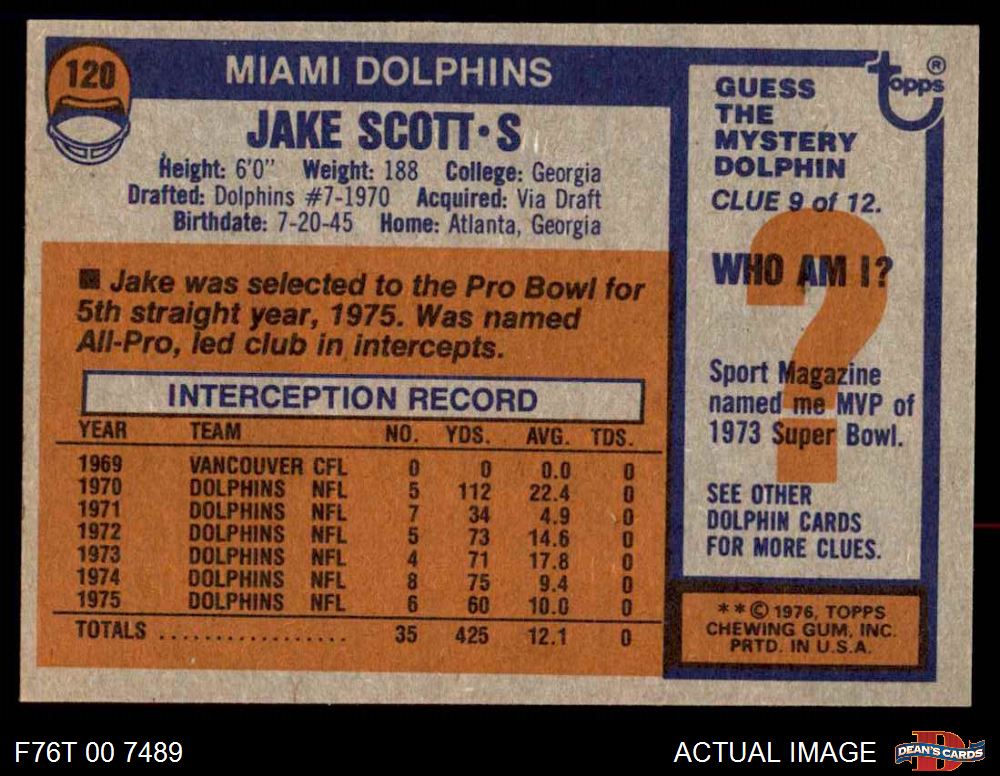 120
MIAMI DOLPHINS
JAKE SCOTT • S
Height: 6'0" Weight: 188 College: Georgia
Drafted: Dolphins #7-1970 Acquired: Via Draft
Birthdate: 7-20-45 Home: Atlanta, Georgia
■ Jake was selected to the Pro Bowl for
5th straight year, 1975. Was named
All-Pro, led club in intercepts.
INTERCEPTION RECORD
YEAR TEAM NO. YDS. AVG. TDS.
1969 VANCOUVER CFL 0 0 0.0 0
1970 DOLPHINS NFL 5 112 22.4 0
1971 DOLPHINS NFL 7 34 4.9 0
1972 DOLPHINS NFL 5 73 14.6 0
1973 DOLPHINS NFL 4 71 17.8 0
1974 DOLPHINS NFL 8 75 9.4 0
1975 DOLPHINS NFL 6 60 10.0 0
TOTALS ................. 35 425 12.1 0
topps ®
GUESS
THE
MYSTERY
DOLPHIN
CLUE 9 of 12.
?
WHO AM I?
Sport Magazine
named me MVP of
1973 Super Bowl.
SEE OTHER
DOLPHIN CARDS
FOR MORE CLUES.
* * © 1976, TOPPS
CHEWING GUM, INC.
PRTD. IN U.S.A.
F76T 00 7489
ACTUAL IMAGE
D
DEAN'S CARDS